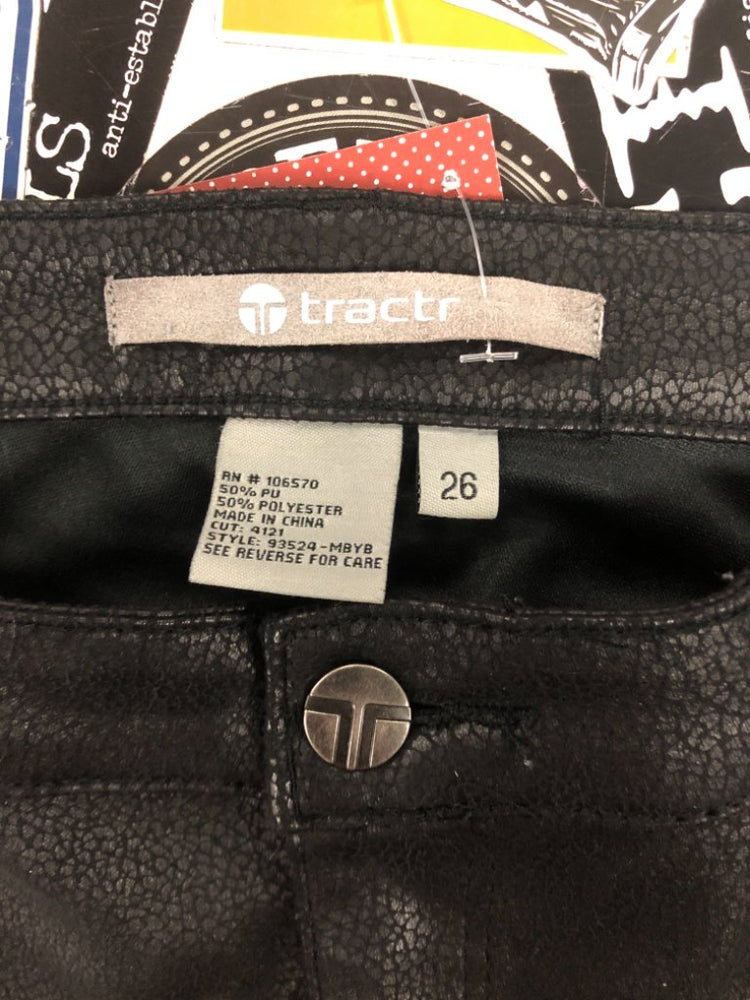 anti-establ
LS
tractr
RN # 106570
50% PU
50% POLYESTER
MADE IN CHINA
CUT: 4121
STYLE: 93524-MBYB
SEE REVERSE FOR CARE
26